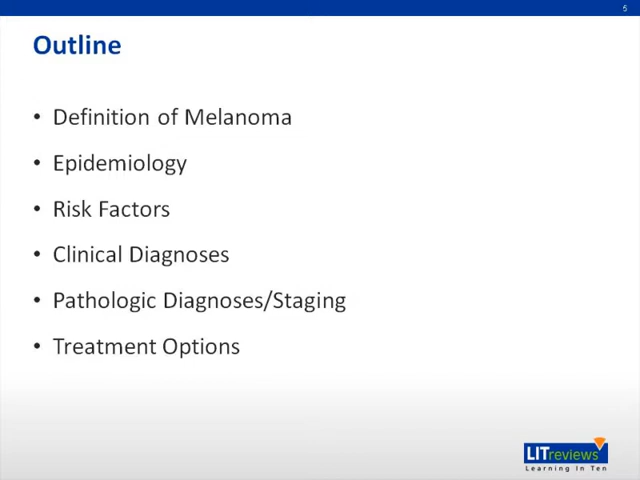 5
Outline
• Definition of Melanoma
• Epidemiology
• Risk Factors
• Clinical Diagnoses
• Pathologic Diagnoses/Staging
• Treatment Options
LITreviews
Learning In Ten